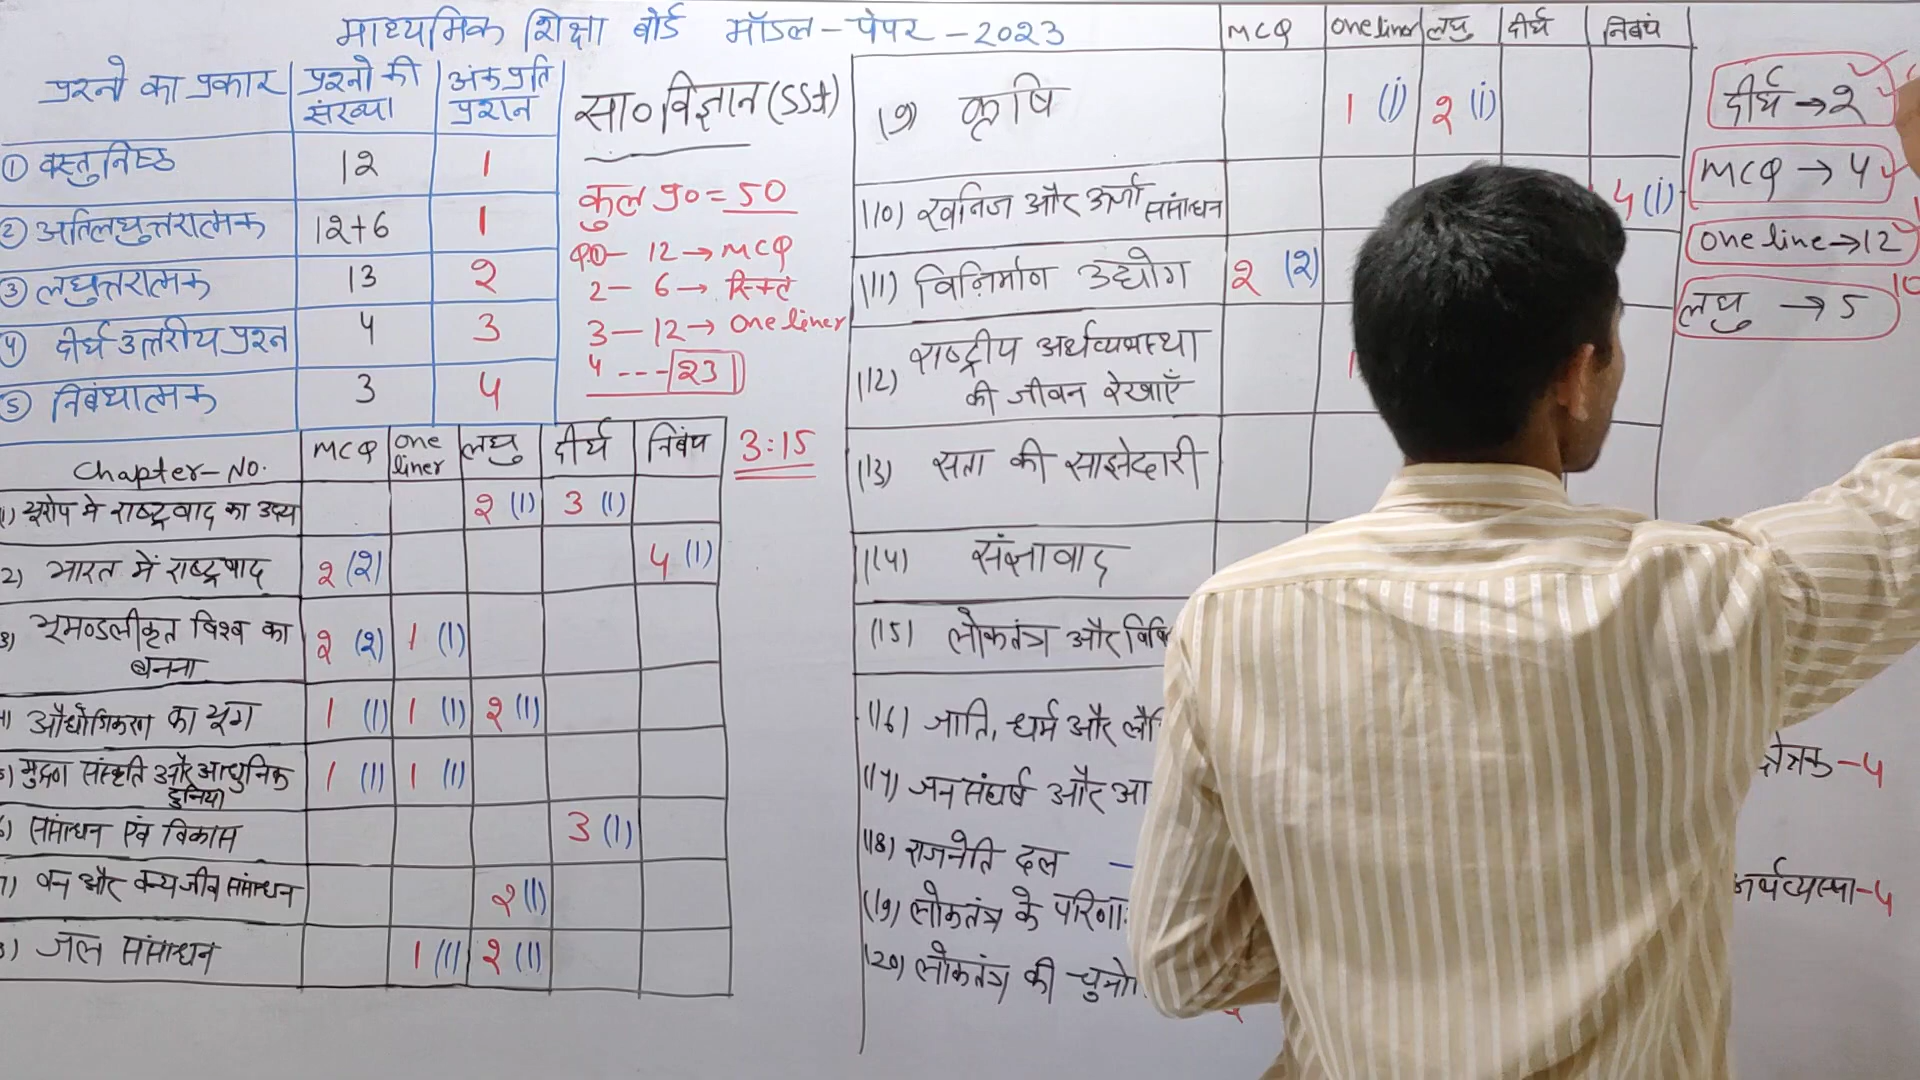 माध्यमिक शिक्षा बोर्ड मॉडल-पेपर-2023
प्रश्नो का प्रकार | प्रश्नो की संख्या | अंक प्रति प्रशन
① वस्तुनिष्ठ 12 1
② अतिलघुत्तरात्मक 12+6 1
③ लघुत्तरात्मक 13 2
④ दीर्घ उत्तरीय प्रश्न 4 3
⑤ निबंधात्मक 3 4
सा० विज्ञान (SSt)
कुल प्र० = 50
12 → MCQ
2- 6 → रिक्त
3-12 → one liner
4 --- 23
3:15
Chapter-No. MCQ one liner लघु दीर्घ निबंध
1) यूरोप मे राष्ट्रवाद का उदय 2 (1) 3 (1)
2) भारत में राष्ट्रवाद 2 (2) 4 (1)
3) भूमण्डलीकृत विश्व का बनना 2 (2) 1 (1)
4) औद्योगिकरण का युग 1 (1) 1 (1) 2 (1)
5) मुद्रण संस्कृति और आधुनिक दुनिया 1 (1) 1 (1)
6) संसाधन एवं विकास 3 (1)
7) वन और वन्य जीव संसाधन 2 (1)
8) जल संसाधन 1 (1) 2 (1)
MCQ one liner लघु दीर्घ निबंध
(9) कृषि 1 (1) 2 (1)
(10) खनिज और ऊर्जा संसाधन 4 (1)
(11) विनिर्माण उद्योग 2 (2)
(12) राष्ट्रीय अर्थव्यवस्था की जीवन रेखाएँ 1
(13) सता की साझेदारी
(14) संघवाद
(15) लोकतंत्र और
(16) जाति, धर्म और
(17) जन संघर्ष और
(18) राजनेति दल
(19) लोकतंत्र के
(20) लोकतंत्र की
दीर्घ → 2
MCQ → 4
one line → 12
लघु → 5